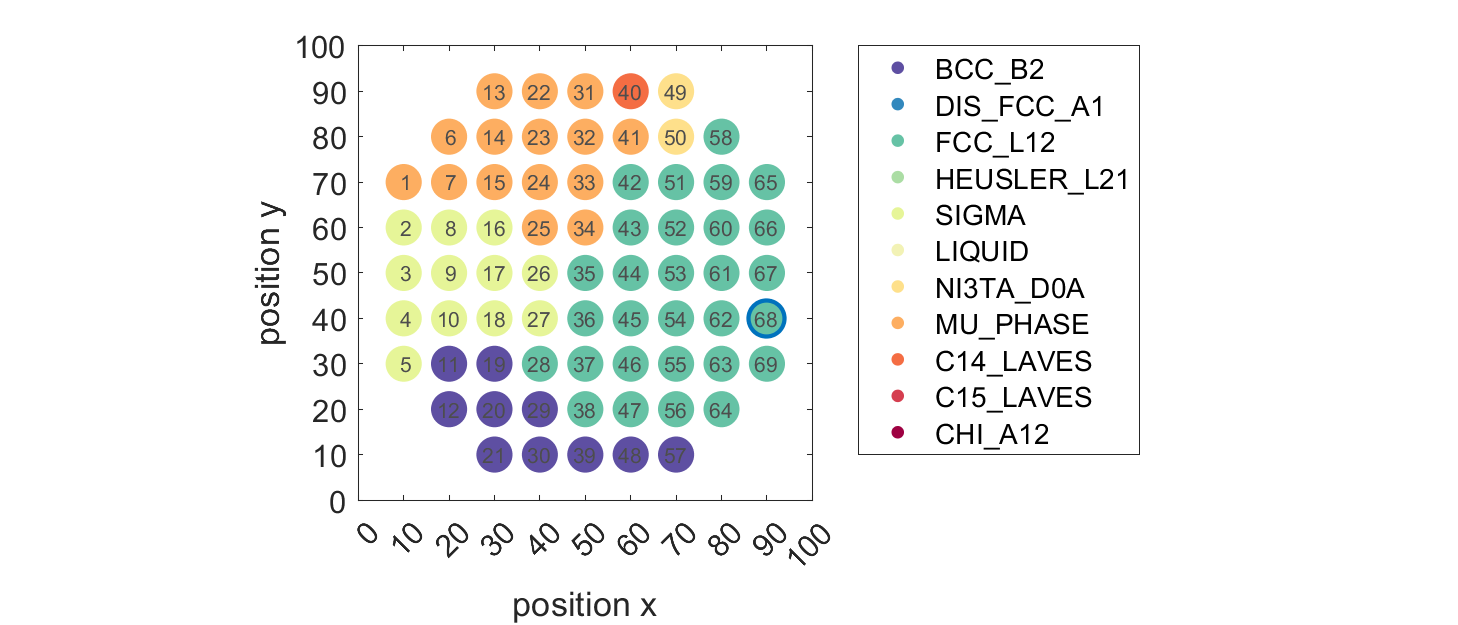 100
90
80
70
60
50
40
30
20
10
0
position y
13 22 31 40 49
6 14 23 32 41 50 58
1 7 15 24 33 42 51 59 65
2 8 16 25 34 43 52 60 66
3 9 17 26 35 44 53 61 67
4 10 18 27 36 45 54 62 68
5 11 19 28 37 46 55 63 69
12 20 29 38 47 56 64
21 30 39 48 57
0 10 20 30 40 50 60 70 80 90 100
position x
BCC_B2
DIS_FCC_A1
FCC_L12
HEUSLER_L21
SIGMA
LIQUID
NI3TA_D0A
MU_PHASE
C14_LAVES
C15_LAVES
CHI_A12